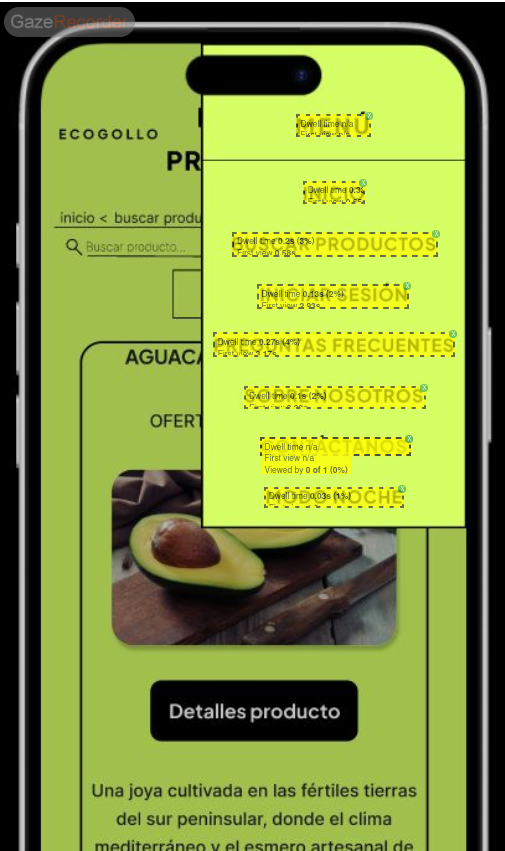 GazeRecorder
MENÚ
Dwell time n/a
ECOGOLLO
PR
INICIO
Dwell time 0.3s
inicio < buscar produ
BUSCAR PRODUCTOS
Dwell time 0.2s (3%)
First view 0.58s
Buscar producto...
INICIAR SESIÓN
Dwell time 0.13s (2%)
First view 2.93s
PREGUNTAS FRECUENTES
Dwell time 0.27s (4%)
First view 2.17s
AGUACA
SOBRE NOSOTROS
Dwell time 0.1s (2%)
OFERT
CONTÁCTANOS
Dwell time n/a
First view n/a
Viewed by 0 of 1 (0%)
MODO NOCHE
Dwell time 0.03s (1%)
Detalles producto
Una joya cultivada en las fértiles tierras
del sur peninsular, donde el clima
mediterráneo y el esmero artesanal de